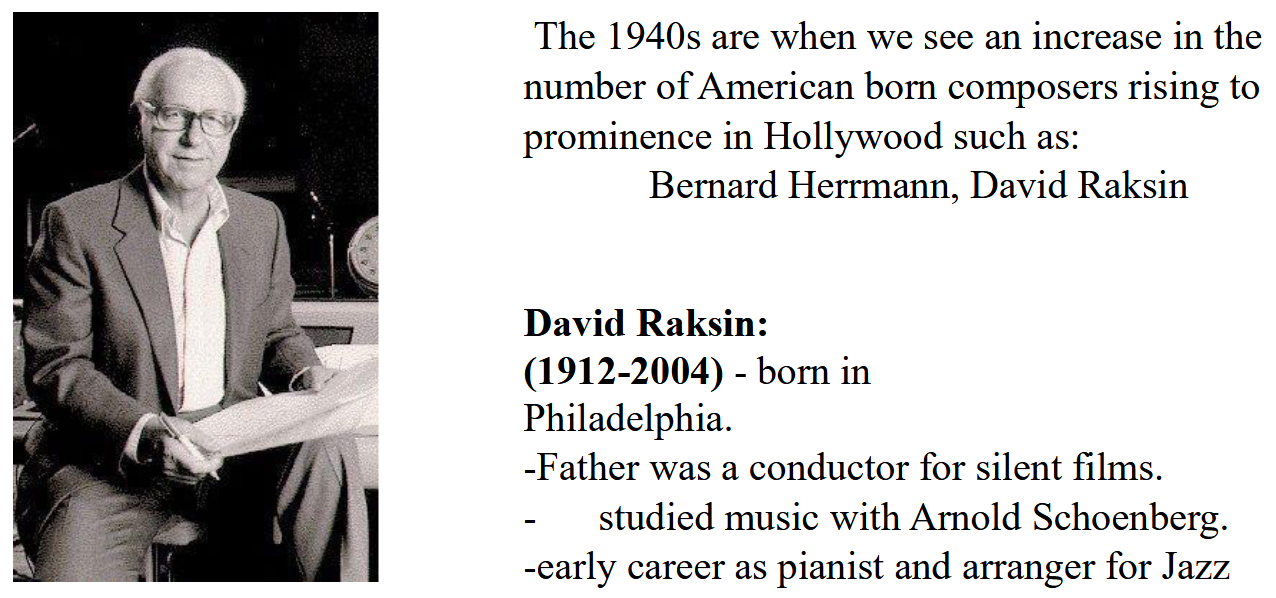 The 1940s are when we see an increase in the
number of American born composers rising to
prominence in Hollywood such as:
Bernard Herrmann, David Raksin
David Raksin:
(1912-2004) - born in
Philadelphia.
-Father was a conductor for silent films.
- studied music with Arnold Schoenberg.
-early career as pianist and arranger for Jazz